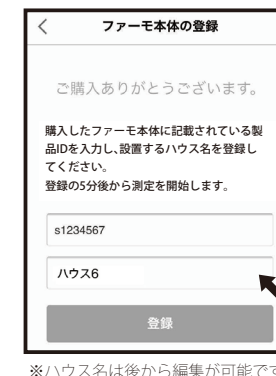 ファーモ本体の登録
ご購入ありがとうございます。
購入したファーモ本体に記載されている製
品IDを入力し、設置するハウス名を登録し
てください。
登録の5分後から測定を開始します。
s1234567
ハウス6
登録
※ハウス名は後から編集が可能です